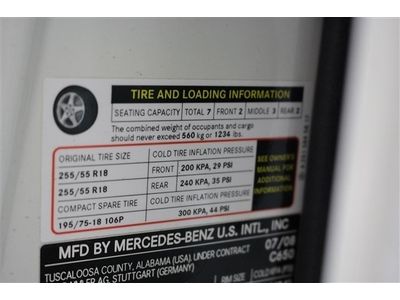 TIRE AND LOADING INFORMATION
SEATING CAPACITY TOTAL 7 FRONT 2 MIDDLE 3 REAR 2
The combined weight of occupants and cargo
should never exceed 560 kg or 1234 lbs.
ORIGINAL TIRE SIZE COLD TIRE INFLATION PRESSURE
255/55 R18 FRONT 200 KPA, 29 PSI
255/55 R18 REAR 240 KPA, 35 PSI
COMPACT SPARE TIRE COLD TIRE INFLATION PRESSURE
195/75-18 106P 300 KPA, 44 PSI
SEE OWNER'S
MANUAL FOR
ADDITIONAL
INFORMATION
MFD BY MERCEDES-BENZ U.S. INTL., INC
TUSCALOOSA COUNTY, ALABAMA (USA) UNDER CONTRACT
ER AG, STUTTGART (GERMANY)
07/08
C650